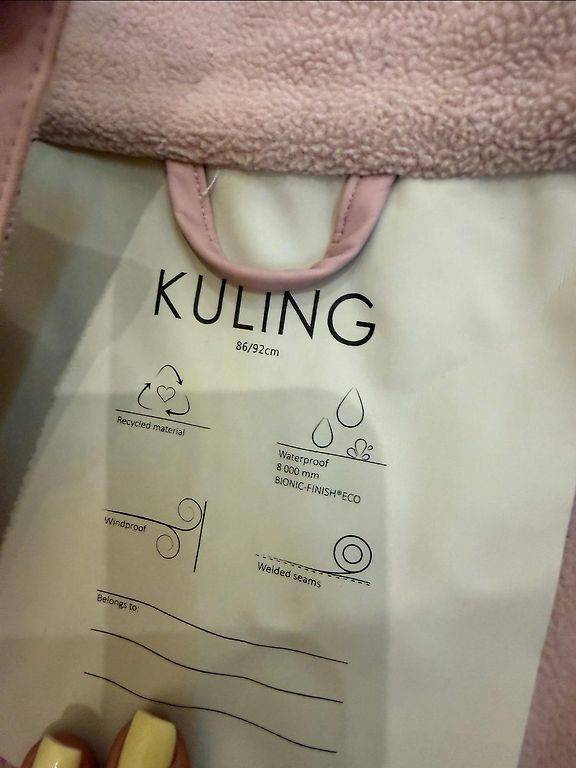 KULING
86/92cm
Recycled material
Waterproof
8 000 mm
BIONIC-FINISH®ECO
Windproof
Welded seams
Belongs to: